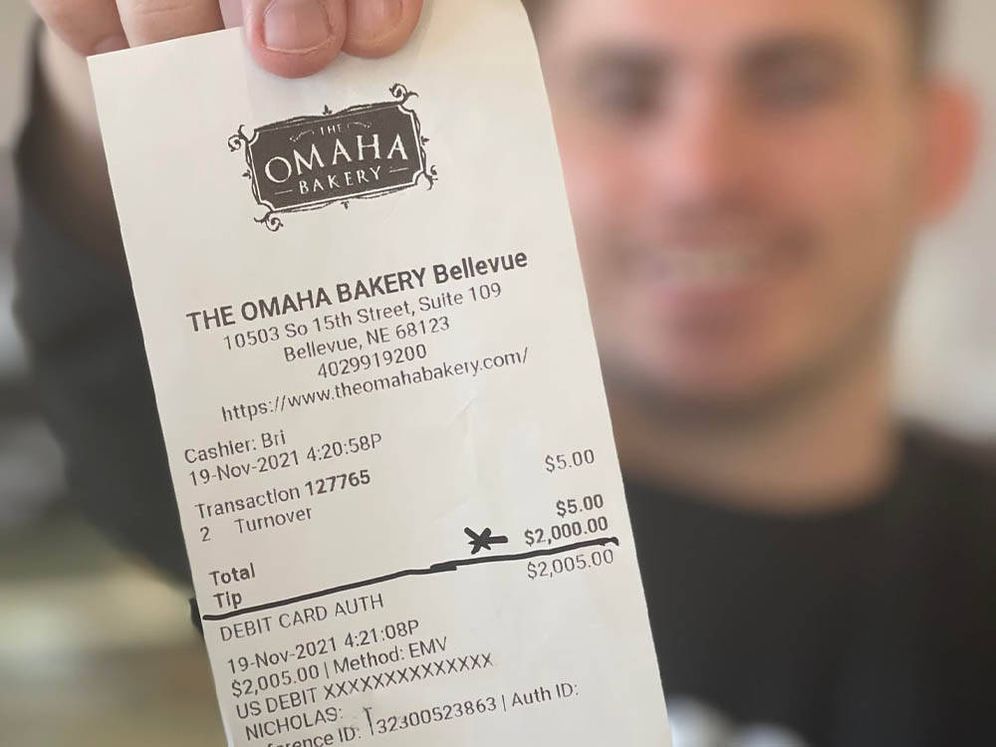 THE
OMAHA
BAKERY
THE OMAHA BAKERY Bellevue
10503 So 15th Street, Suite 109
Bellevue, NE 68123
4029919200
https://www.theomahabakery.com/
Cashier: Bri
19-Nov-2021 4:20:58P
Transaction 127765
2 Turnover $5.00
Total $5.00
Tip $2,000.00
DEBIT CARD AUTH $2,005.00
19-Nov-2021 4:21:08P
$2,005.00 | Method: EMV
US DEBIT XXXXXXXXXXXXXX
NICHOLAS:
ID: 132300523863 | Auth ID: